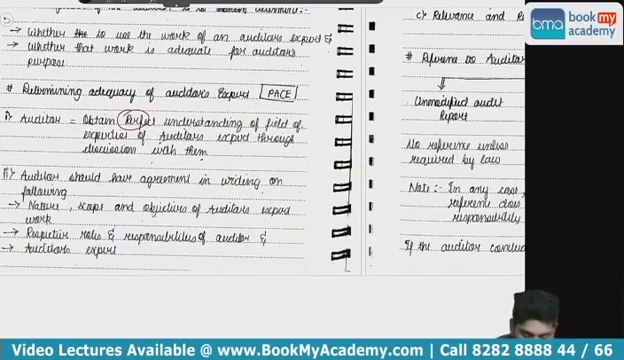 → Whether to use the work of an auditors expert &
→ Whether that work is adequate for auditors
purpose
# Determining adequacy of auditors Expert PACE
i) Auditor = Obtain Perfect understanding of field of
expertise of Auditors expert through
discussion with them
ii) Auditor should have agreement in writing on
following
→ Nature, scope and objectives of Auditors expert
work
→ Respective roles & responsibilities of auditor &
→ Auditors expert
c) Relevance and
# Reference to Auditor
Unmodified audit
Report
No reference unless
required by law
Note :- In any case
reference does
responsibility
If the auditor
bma book my
academy
Video Lectures Available @ www.BookMyAcademy.com | Call 8282 8888 44 / 66